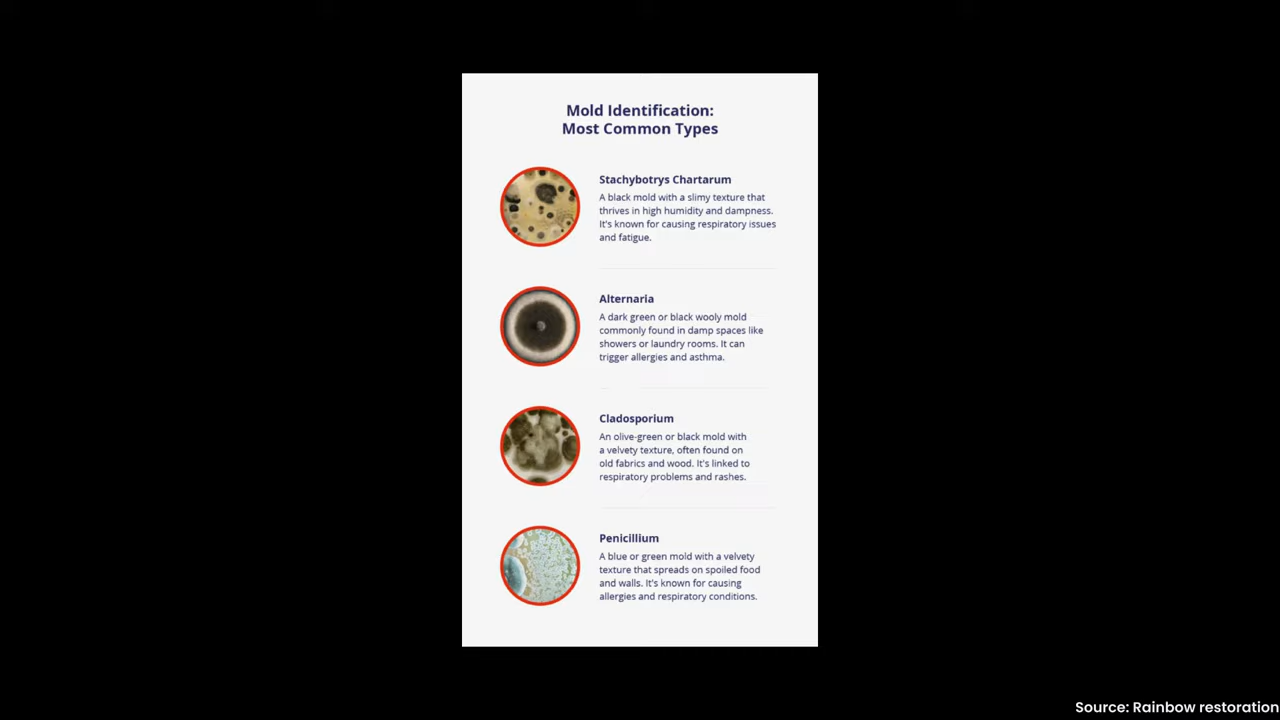 Mold Identification:
Most Common Types
Stachybotrys Chartarum
A black mold with a slimy texture that
thrives in high humidity and dampness.
It's known for causing respiratory issues
and fatigue.
Alternaria
A dark green or black wooly mold
commonly found in damp spaces like
showers or laundry rooms. It can
trigger allergies and asthma.
Cladosporium
An olive-green or black mold with
a velvety texture, often found on
old fabrics and wood. It's linked to
respiratory problems and rashes.
Penicillium
A blue or green mold with a velvety
texture that spreads on spoiled food
and walls. It's known for causing
allergies and respiratory conditions.
Source: Rainbow restoration